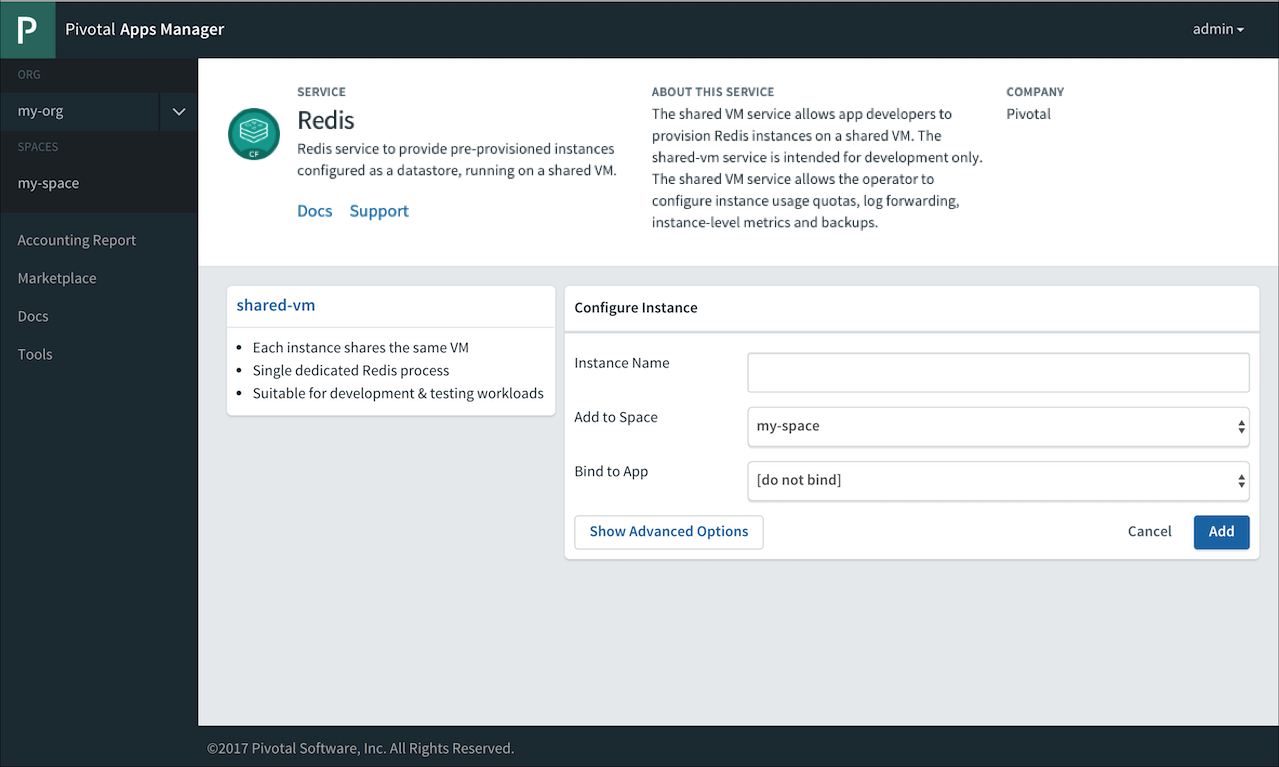 P
Pivotal Apps Manager
admin
ORG
my-org
SPACES
my-space
Accounting Report
Marketplace
Docs
Tools
CF
SERVICE
Redis
Redis service to provide pre-provisioned instances
configured as a datastore, running on a shared VM.
Docs Support
ABOUT THIS SERVICE
The shared VM service allows app developers to
provision Redis instances on a shared VM. The
shared-vm service is intended for development only.
The shared VM service allows the operator to
configure instance usage quotas, log forwarding,
instance-level metrics and backups.
COMPANY
Pivotal
shared-vm
• Each instance shares the same VM
• Single dedicated Redis process
• Suitable for development & testing workloads
Configure Instance
Instance Name
Add to Space
my-space
Bind to App
[do not bind]
Show Advanced Options
Cancel
Add
©2017 Pivotal Software, Inc. All Rights Reserved.